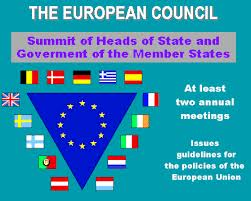 THE EUROPEAN COUNCIL
Summit of Heads of State and
Goverment of the Member States
At least
two annual
meetings
Issues
guidelines for
the policies of the
European Union